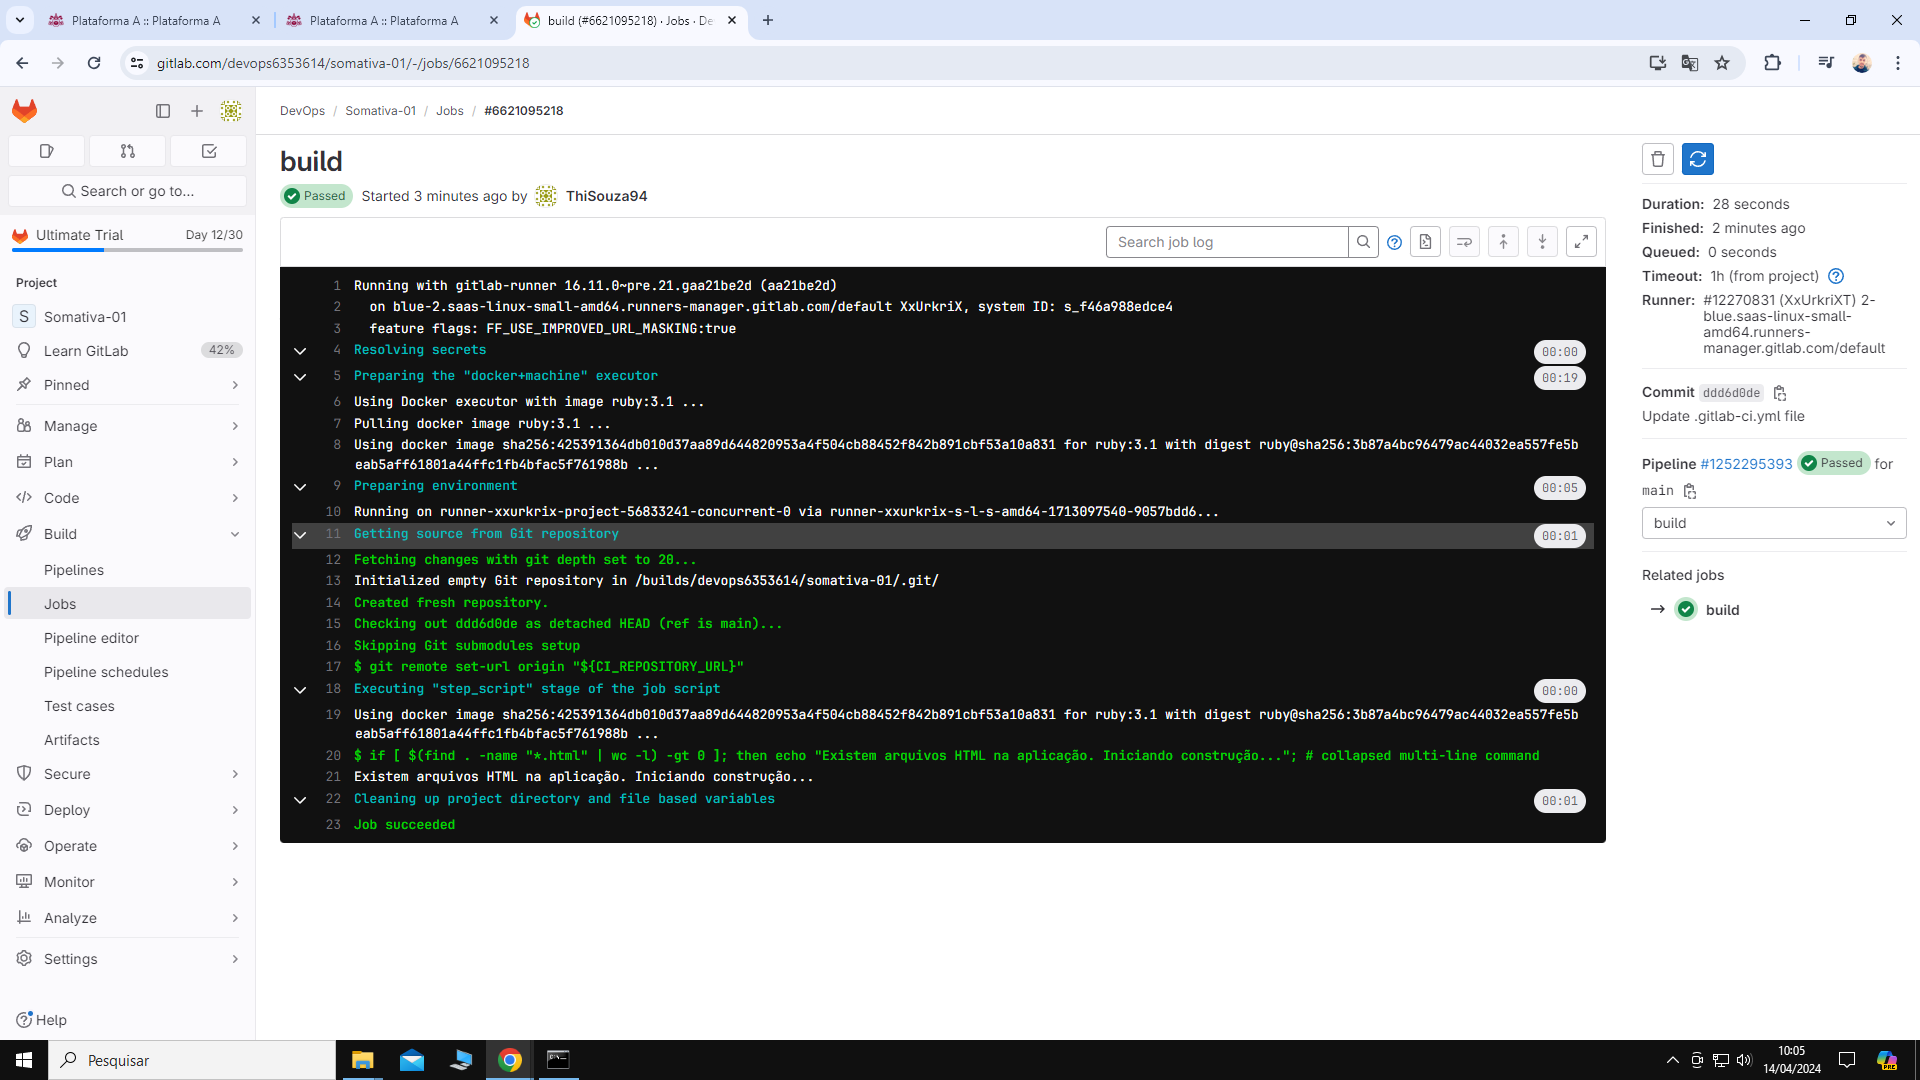 Plataforma A :: Plataforma A
Plataforma A :: Plataforma A
build (#6621095218) · Jobs · De
gitlab.com/devops6353614/somativa-01/-/jobs/6621095218
DevOps / Somativa-01 / Jobs / #6621095218
Search or go to...
Ultimate Trial Day 12/30
Project
S Somativa-01
Learn GitLab 42%
Pinned
Manage
Plan
Code
Build
Pipelines
Jobs
Pipeline editor
Pipeline schedules
Test cases
Artifacts
Secure
Deploy
Operate
Monitor
Analyze
Settings
Help
build
Passed Started 3 minutes ago by ThiSouza94
Search job log
1 Running with gitlab-runner 16.11.0~pre.21.gaa21be2d (aa21be2d)
2 on blue-2.saas-linux-small-amd64.runners-manager.gitlab.com/default XxUrkriX, system ID: s_f46a988edce4
3 feature flags: FF_USE_IMPROVED_URL_MASKING:true
4 Resolving secrets 00:00
5 Preparing the "docker+machine" executor 00:19
6 Using Docker executor with image ruby:3.1 ...
7 Pulling docker image ruby:3.1 ...
8 Using docker image sha256:425391364db010d37aa89d644820953a4f504cb88452f842b891cbf53a10a831 for ruby:3.1 with digest ruby@sha256:3b87a4bc96479ac44032ea557fe5b
eab5aff61801a44ffc1fb4bfac5f761988b ...
9 Preparing environment 00:05
10 Running on runner-xxurkrix-project-56833241-concurrent-0 via runner-xxurkrix-s-l-s-amd64-1713097540-9057bdd6...
11 Getting source from Git repository 00:01
12 Fetching changes with git depth set to 20...
13 Initialized empty Git repository in /builds/devops6353614/somativa-01/.git/
14 Created fresh repository.
15 Checking out ddd6d0de as detached HEAD (ref is main)...
16 Skipping Git submodules setup
17 $ git remote set-url origin "${CI_REPOSITORY_URL}"
18 Executing "step_script" stage of the job script 00:00
19 Using docker image sha256:425391364db010d37aa89d644820953a4f504cb88452f842b891cbf53a10a831 for ruby:3.1 with digest ruby@sha256:3b87a4bc96479ac44032ea557fe5b
eab5aff61801a44ffc1fb4bfac5f761988b ...
20 $ if [ $(find . -name "*.html" | wc -l) -gt 0 ]; then echo "Existem arquivos HTML na aplicação. Iniciando construção..."; # collapsed multi-line command
21 Existem arquivos HTML na aplicação. Iniciando construção...
22 Cleaning up project directory and file based variables 00:01
23 Job succeeded
Duration: 28 seconds
Finished: 2 minutes ago
Queued: 0 seconds
Timeout: 1h (from project)
Runner: #12270831 (XxUrkriXT) 2-
blue.saas-linux-small-
amd64.runners-
manager.gitlab.com/default
Commit ddd6d0de
Update .gitlab-ci.yml file
Pipeline #1252295393 Passed for
main
build
Related jobs
build
Pesquisar
10:05
14/04/2024
PRE